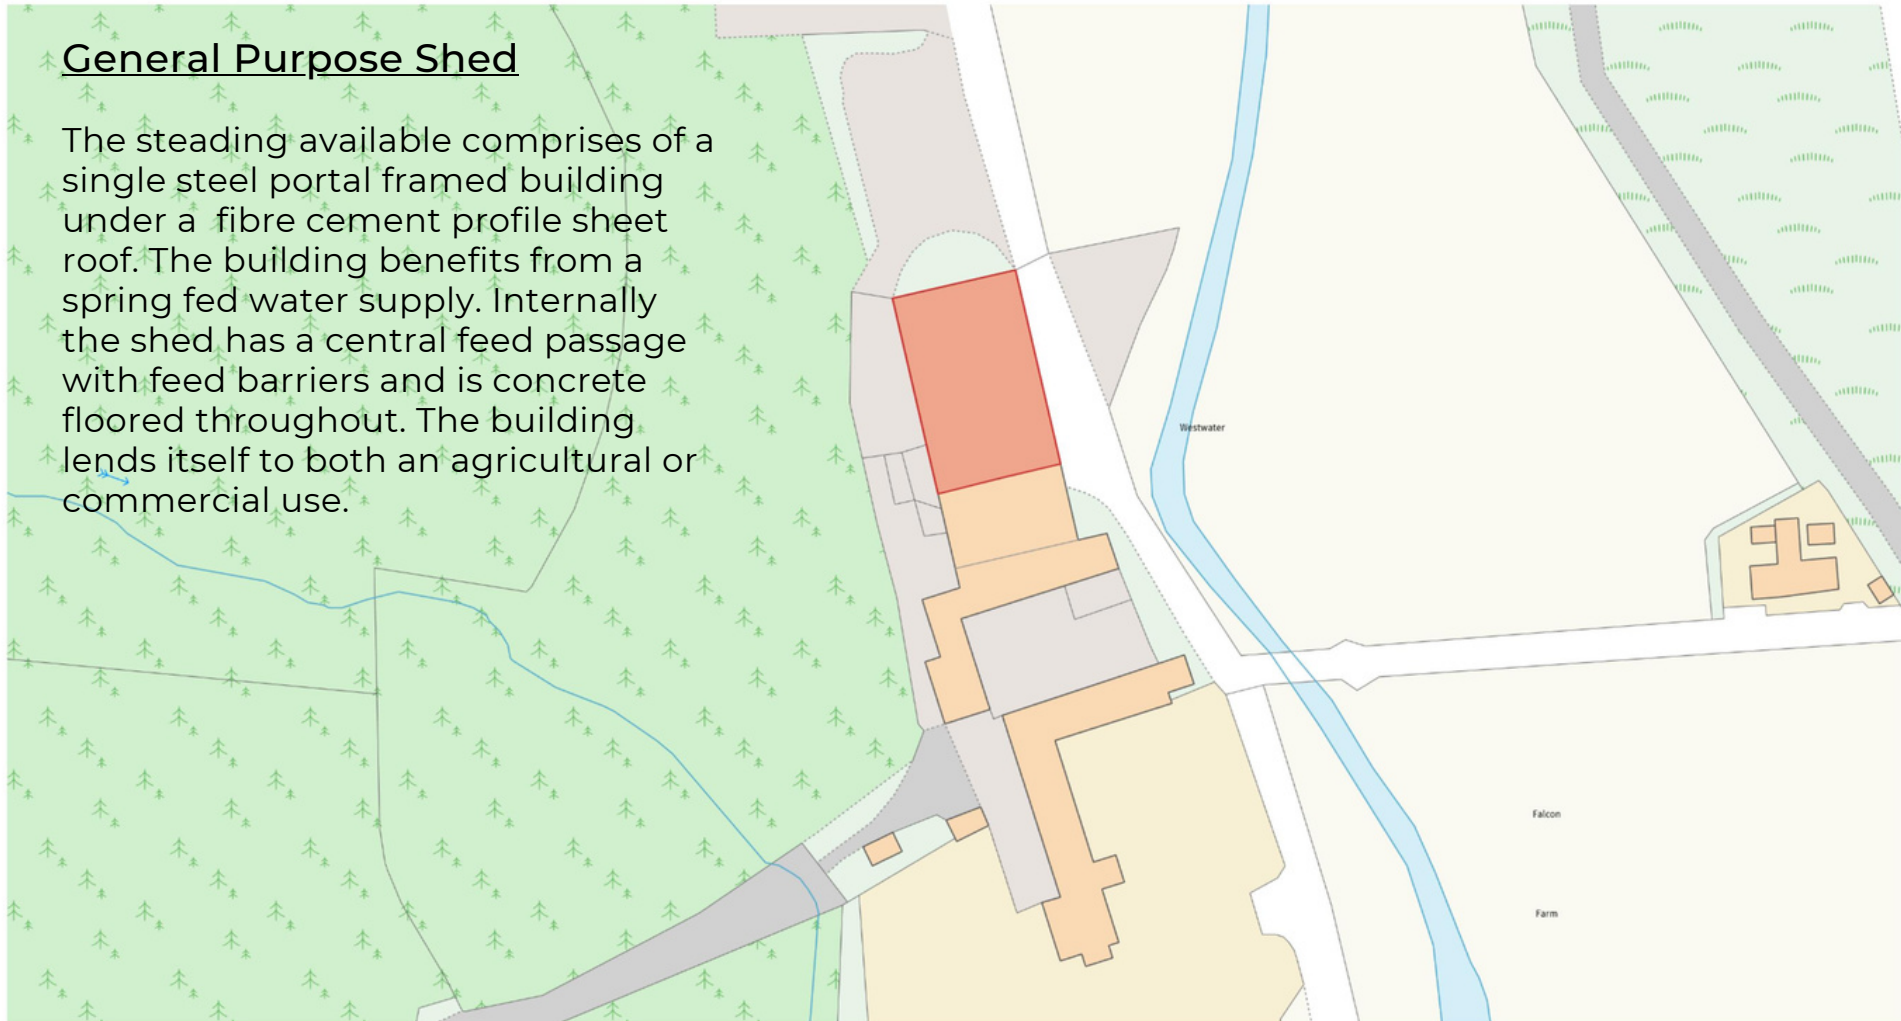 General Purpose Shed
The steading available comprises of a
single steel portal framed building
under a  fibre cement profile sheet
roof. The building benefits from a
spring fed water supply. Internally
the shed has a central feed passage
with feed barriers and is concrete
floored throughout. The building
lends itself to both an agricultural or
commercial use.
Westwater
Falcon
Farm